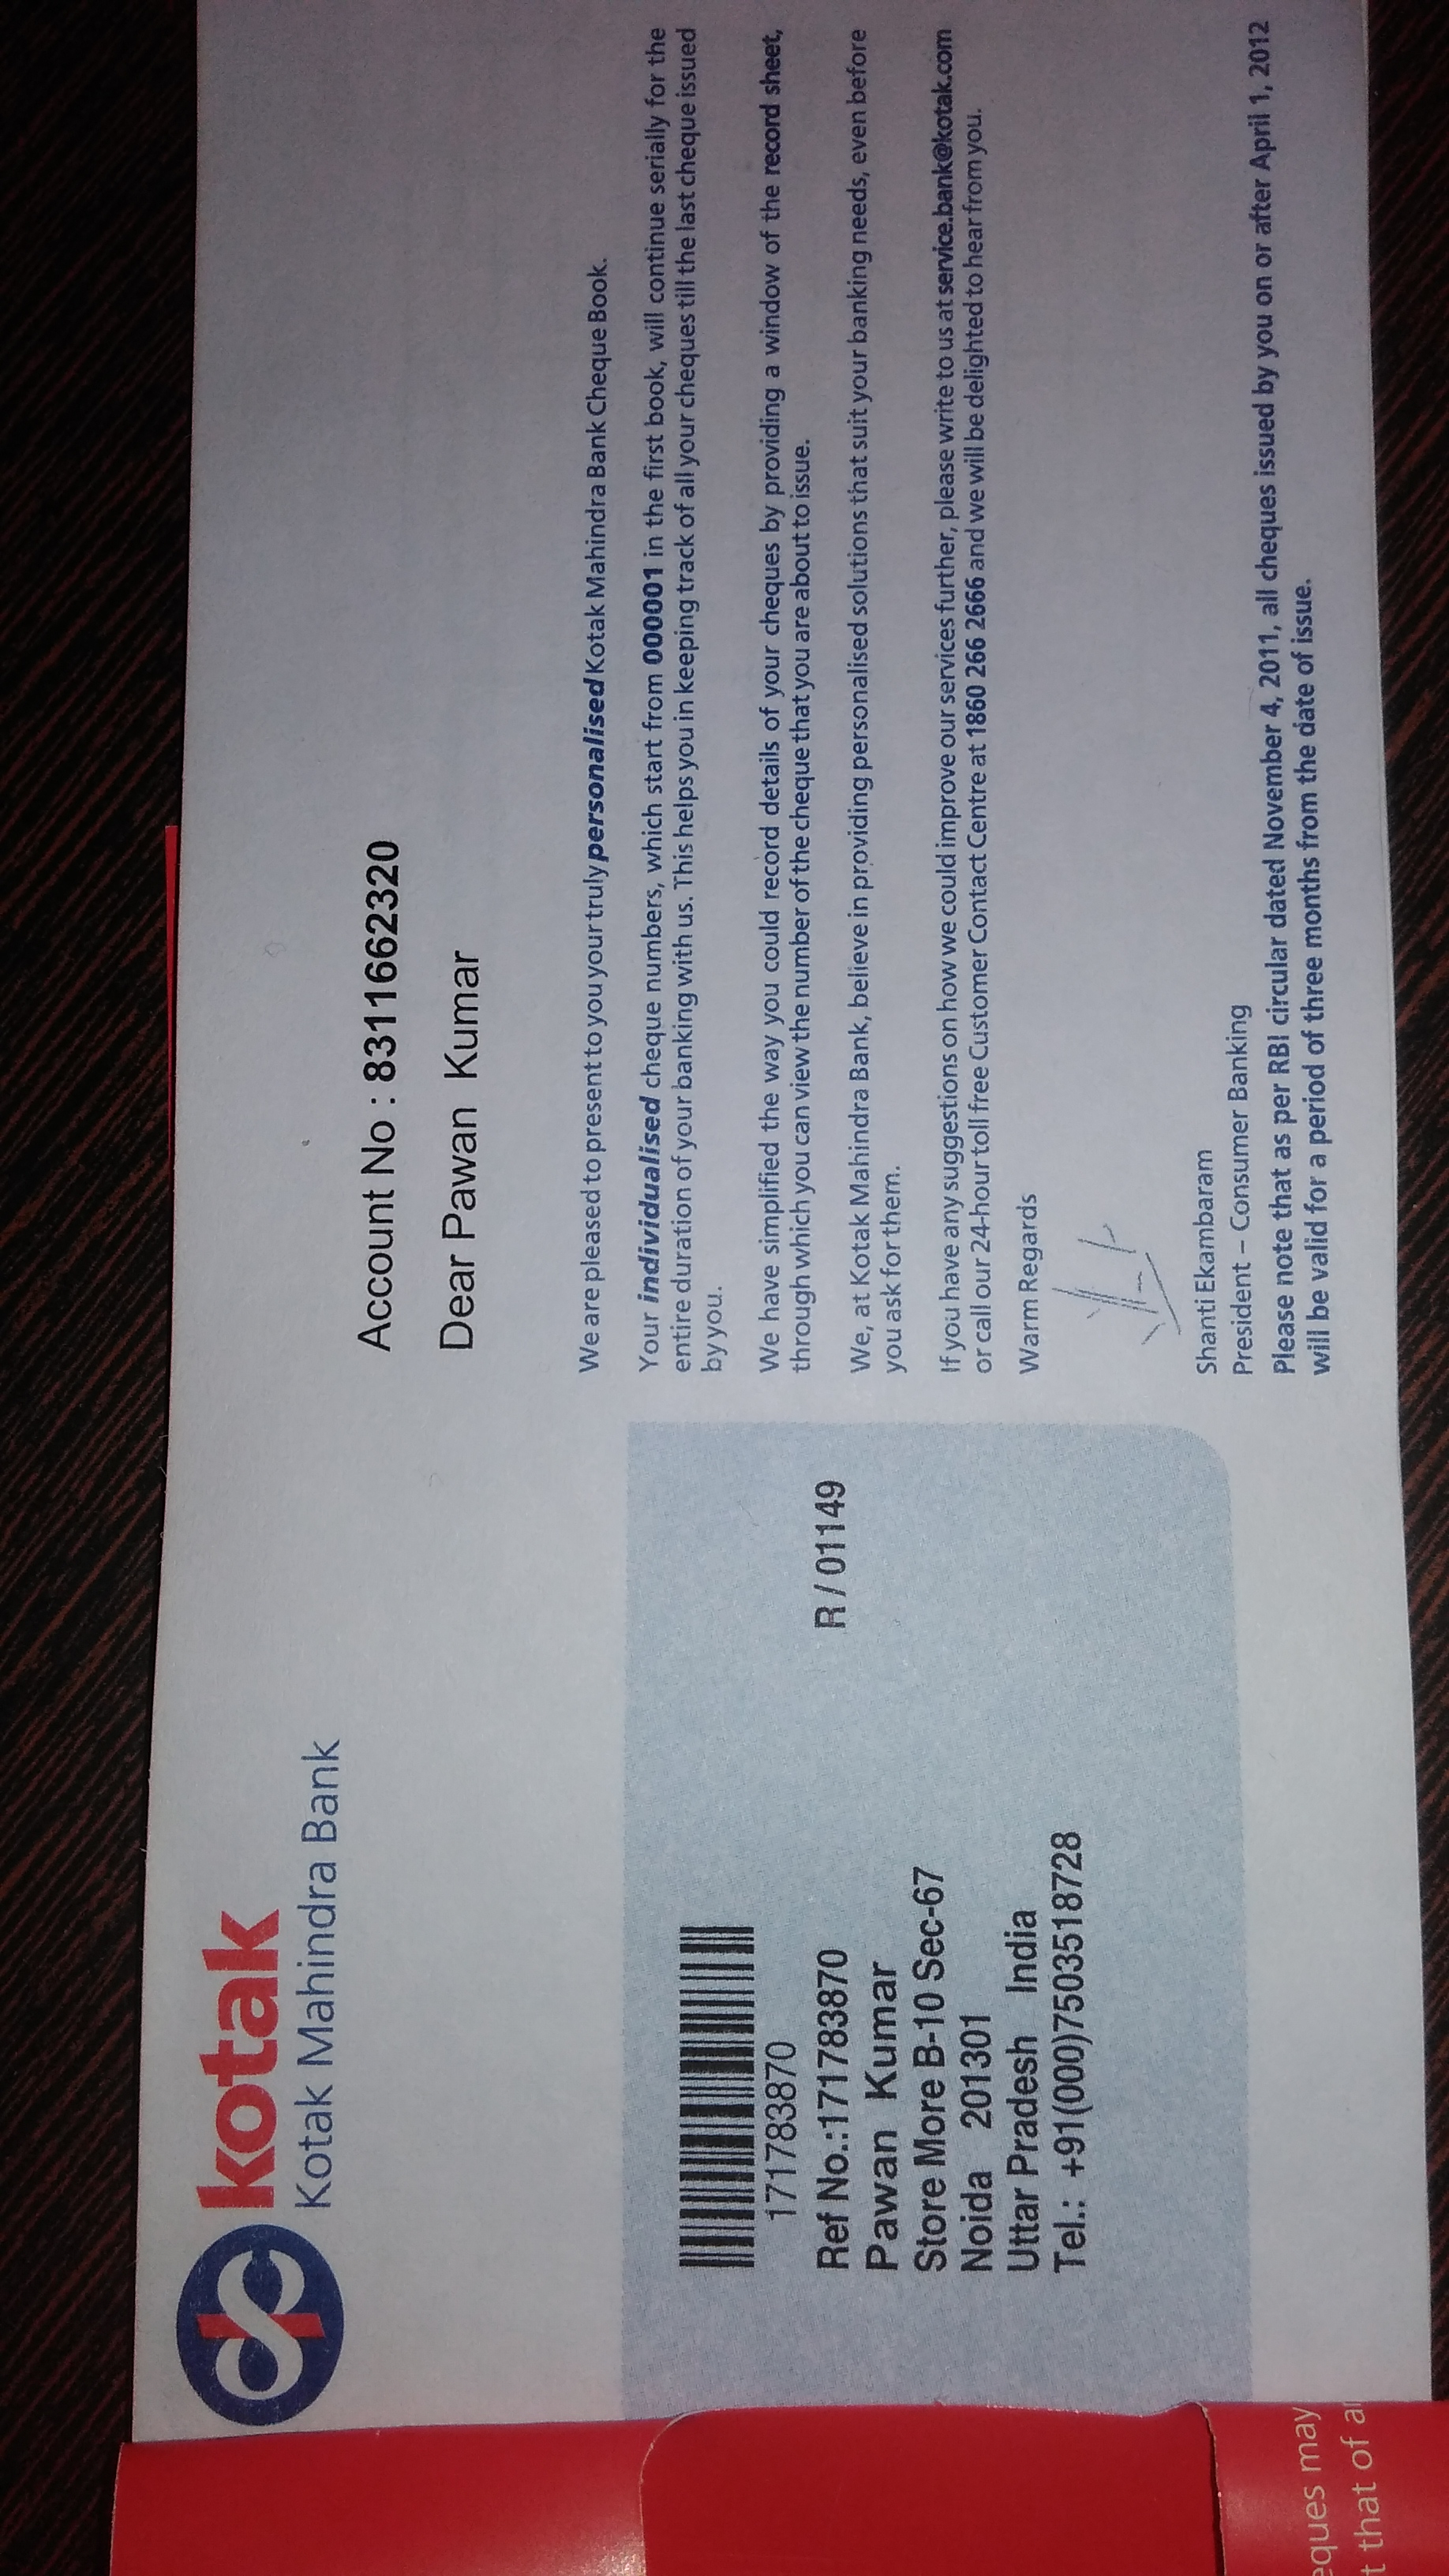 kotak
Kotak Mahindra Bank
Account No : 8311662320
Dear Pawan Kumar
We are pleased to present to you your truly personalised Kotak Mahindra Bank Cheque Book.
Your individualised cheque numbers, which start from 000001 in the first book, will continue serially for the
entire duration of your banking with us. This helps you in keeping track of all your cheques till the last cheque issued
by you.
We have simplified the way you could record details of your cheques by providing a window of the record sheet,
through which you can view the number of the cheque that you are about to issue.
We, at Kotak Mahindra Bank, believe in providing personalised solutions that suit your banking needs, even before
you ask for them.
If you have any suggestions on how we could improve our services further, please write to us at service.bank@kotak.com
or call our 24-hour toll free Customer Contact Centre at 1860 266 2666 and we will be delighted to hear from you.
Warm Regards
Shanti Ekambaram
President – Consumer Banking
Please note that as per RBI circular dated November 4, 2011, all cheques issued by you on or after April 1, 2012
will be valid for a period of three months from the date of issue.
171783870
Ref No.:171783870
R / 01149
Pawan Kumar
Store More B-10 Sec-67
Noida 201301
Uttar Pradesh India
Tel.: +91(000)7503518728
eques may
t that of a